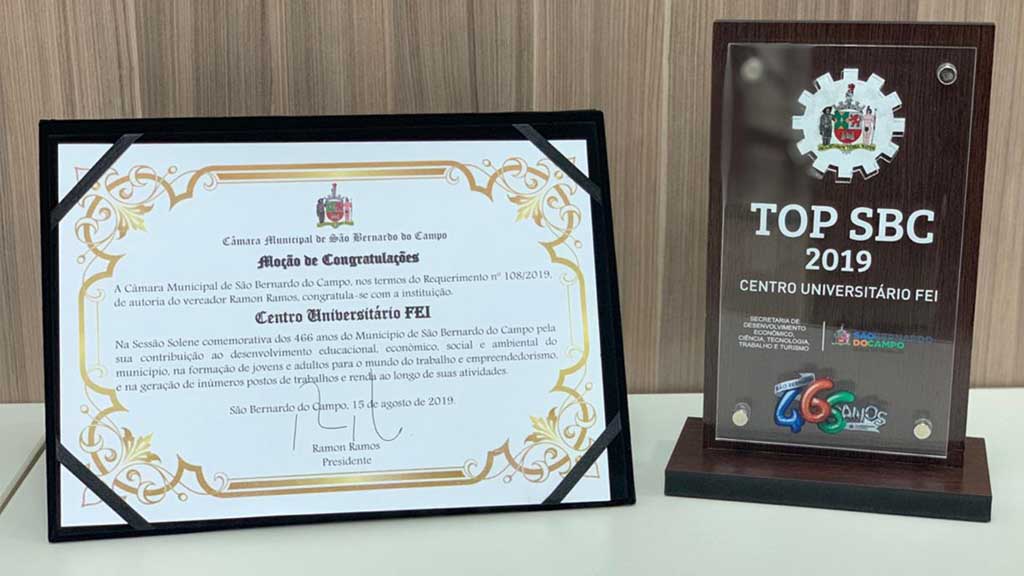 Câmara Municipal de São Bernardo do Campo
Moção de Congratulações
A Câmara Municipal de São Bernardo do Campo, nos termos do Requerimento nº 108/2019,
de autoria do vereador Ramon Ramos, congratula-se com a instituição.
Centro Universitário FEI
Na Sessão Solene comemorativa dos 466 anos do Município de São Bernardo do Campo pela
sua contribuição ao desenvolvimento educacional, econômico, social e ambiental do
município, na formação de jovens e adultos para o mundo do trabalho e empreendedorismo,
e na geração de inúmeros postos de trabalhos e renda ao longo de suas atividades.
São Bernardo do Campo, 15 de agosto de 2019.
Ramon Ramos
Presidente
TOP SBC
2019
CENTRO UNIVERSITÁRIO FEI
SECRETARIA DE
DESENVOLVIMENTO
ECONÔMICO,
CIÊNCIA, TECNOLOGIA,
TRABALHO E TURISMO
SÃO BERNARDO
DO CAMPO
SÃO BERNARDO
466 ANOS